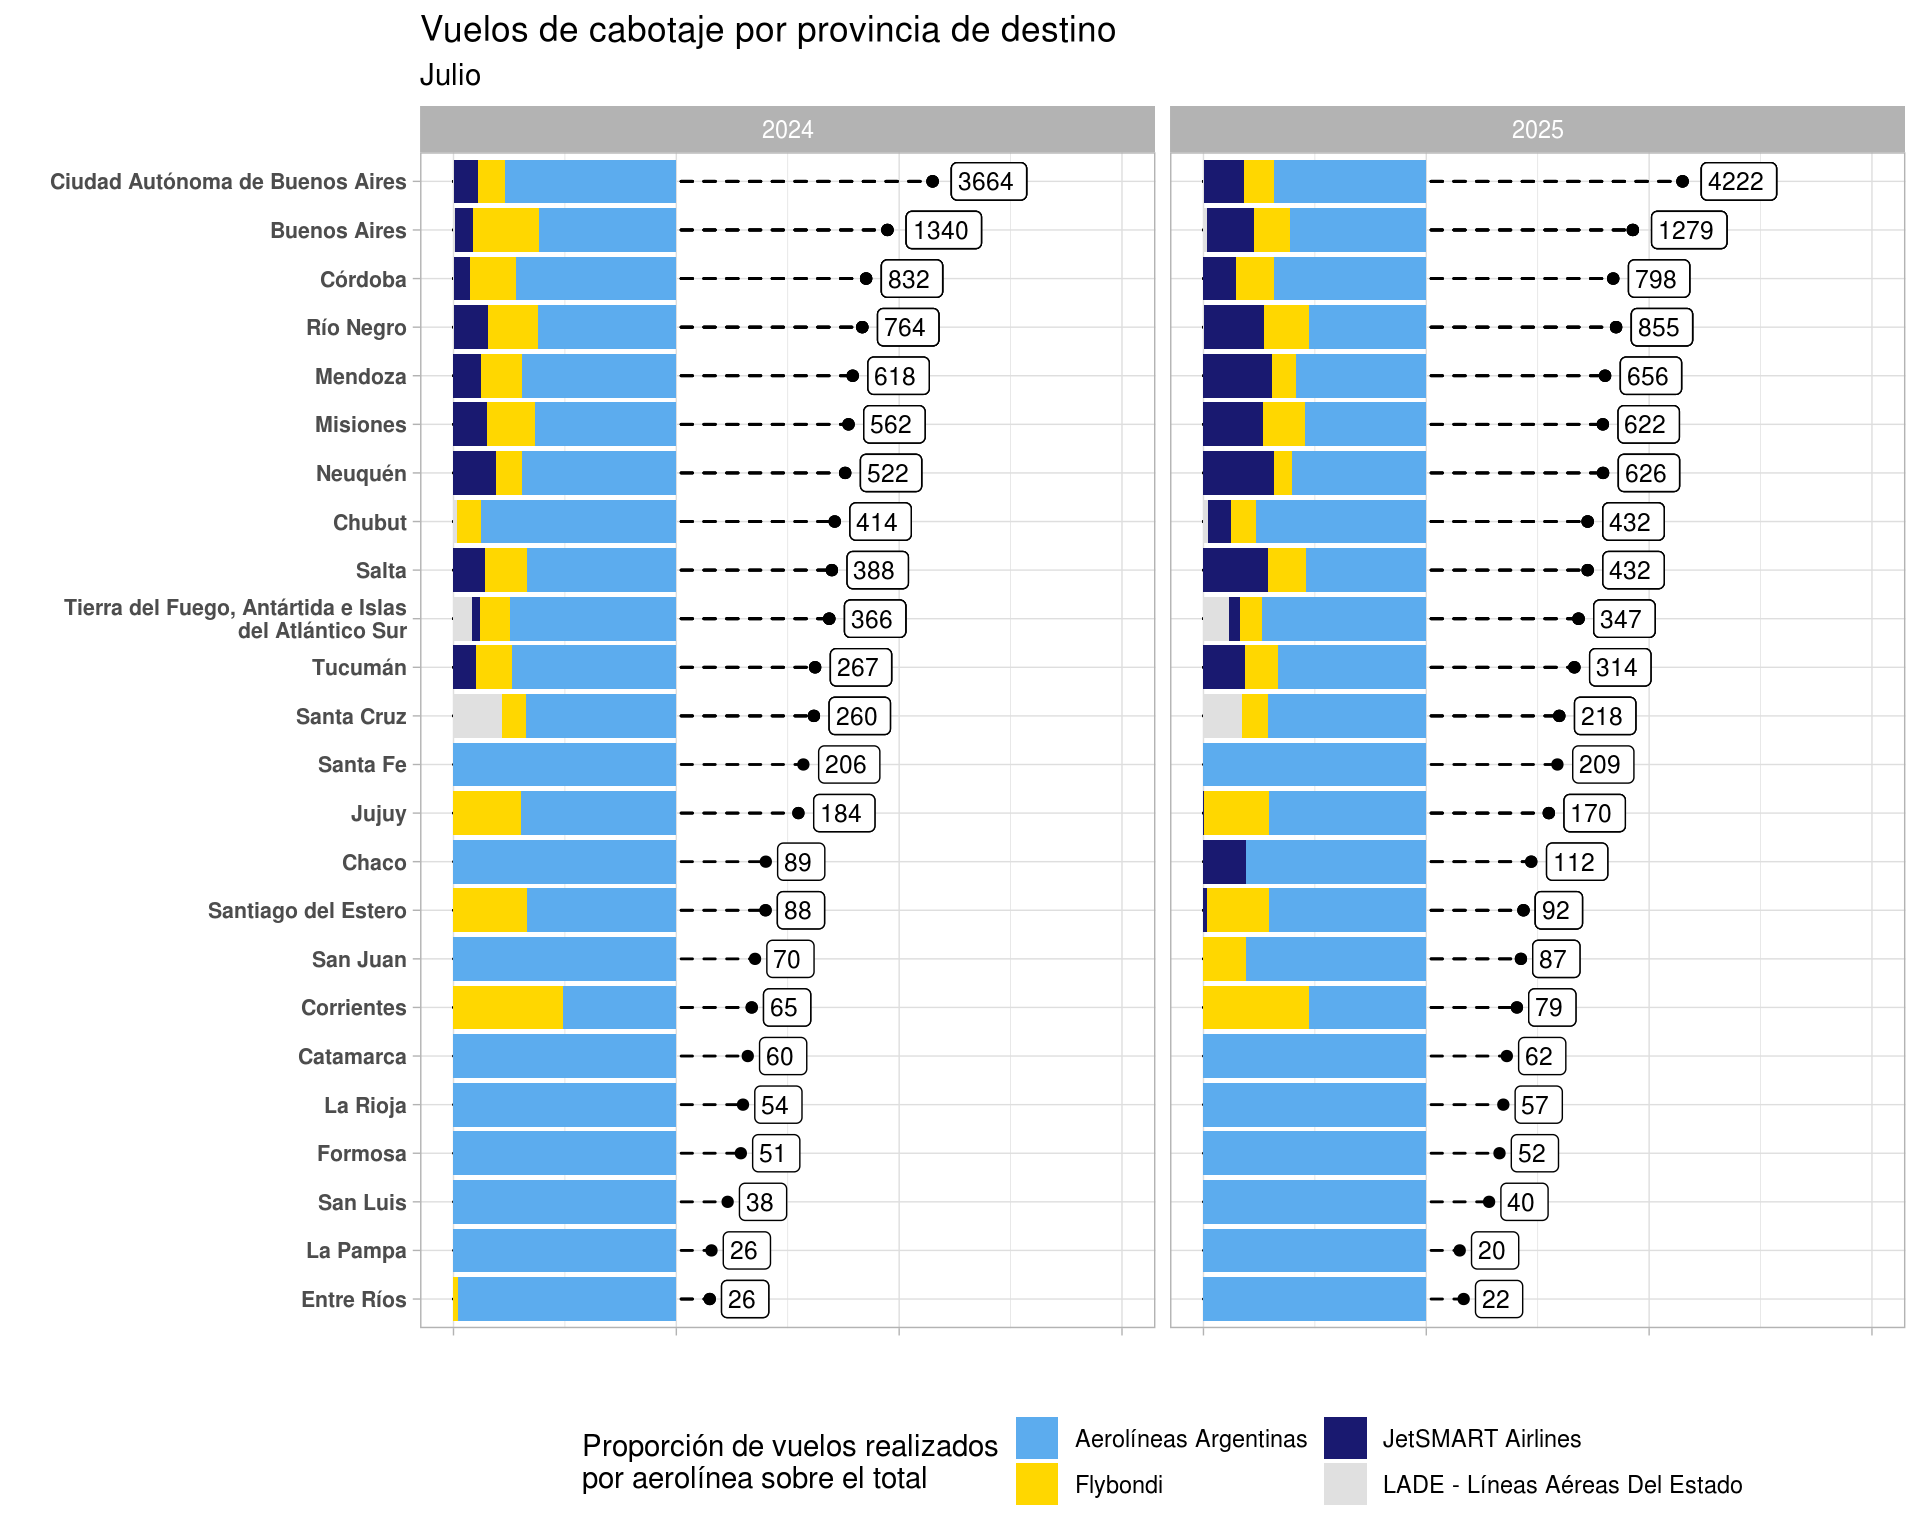 Vuelos de cabotaje por provincia de destino
Julio
2024
2025
Ciudad Autónoma de Buenos Aires 3664 4222
Buenos Aires 1340 1279
Córdoba 832 798
Río Negro 764 855
Mendoza 618 656
Misiones 562 622
Neuquén 522 626
Chubut 414 432
Salta 388 432
Tierra del Fuego, Antártida e Islas
del Atlántico Sur 366 347
Tucumán 267 314
Santa Cruz 260 218
Santa Fe 206 209
Jujuy 184 170
Chaco 89 112
Santiago del Estero 88 92
San Juan 70 87
Corrientes 65 79
Catamarca 60 62
La Rioja 54 57
Formosa 51 52
San Luis 38 40
La Pampa 26 20
Entre Ríos 26 22
Proporción de vuelos realizados
por aerolínea sobre el total
Aerolíneas Argentinas
Flybondi
JetSMART Airlines
LADE - Líneas Aéreas Del Estado